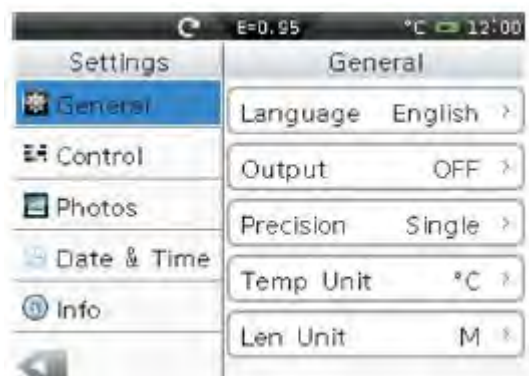 E=0.95 °C 12:00
Settings
General
Control
Photos
Date & Time
Info
General
Language English
Output OFF
Precision Single
Temp Unit °C
Len Unit M